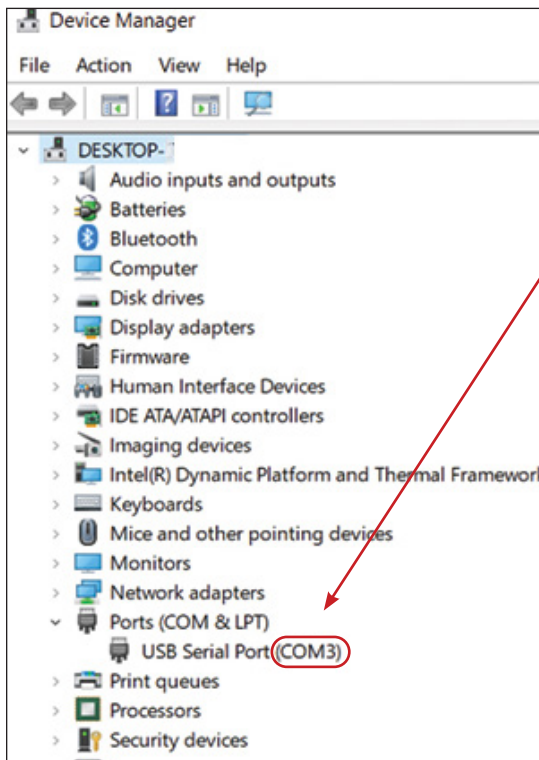 Device Manager
File Action View Help
DESKTOP-
Audio inputs and outputs
Batteries
Bluetooth
Computer
Disk drives
Display adapters
Firmware
Human Interface Devices
IDE ATA/ATAPI controllers
Imaging devices
Intel(R) Dynamic Platform and Thermal Framework
Keyboards
Mice and other pointing devices
Monitors
Network adapters
Ports (COM & LPT)
USB Serial Port (COM3)
Print queues
Processors
Security devices